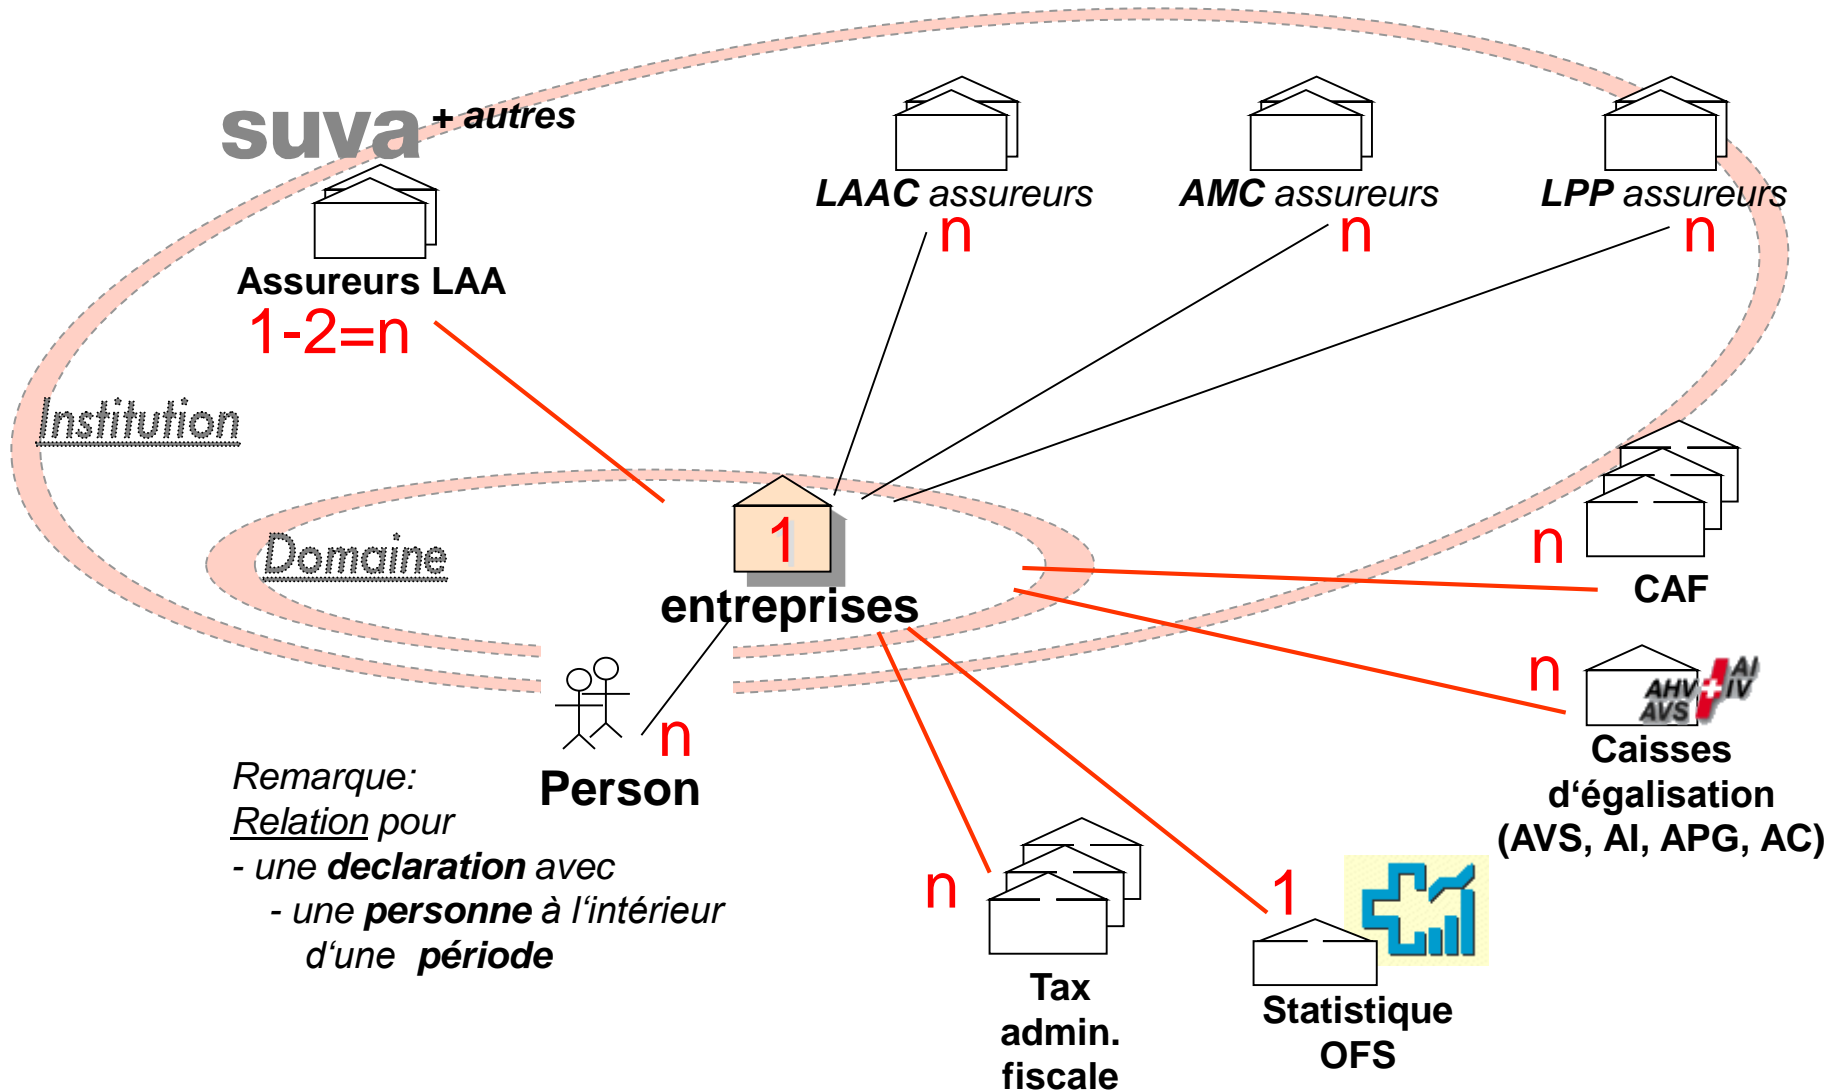 suva + autres
Assureurs LAA
1-2=n
LAAC assureurs
n
AMC assureurs
n
LPP assureurs
n
Institution
Domaine
1
entreprises
n
CAF
n
AHV AI
AVS IV
Caisses
d‘égalisation
(AVS, AI, APG, AC)
n
Person
Remarque:
Relation pour
- une declaration avec
- une personne à l‘intérieur
d‘une période
n
Tax
admin.
fiscale
1
Statistique
OFS